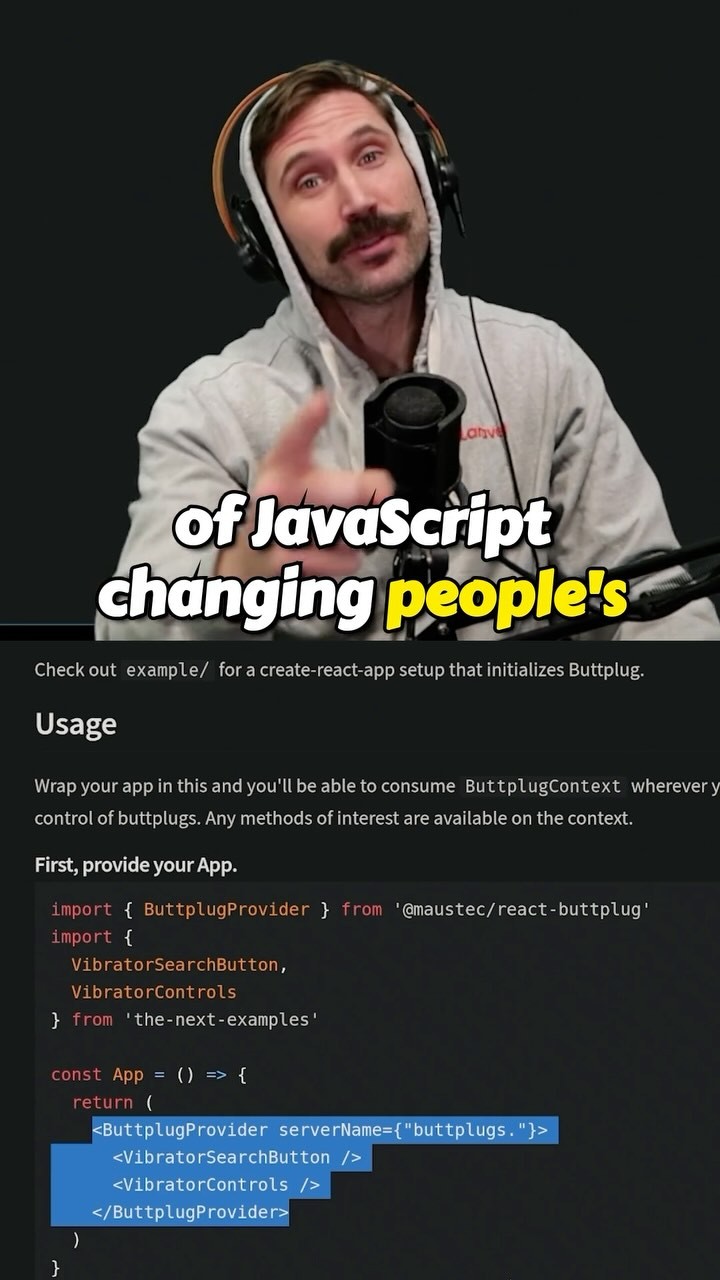 Laravel
of JavaScript
changing people's
Check out example/ for a create-react-app setup that initializes Buttplug.
Usage
Wrap your app in this and you'll be able to consume ButtplugContext wherever y
control of buttplugs. Any methods of interest are available on the context.
First, provide your App.
import { ButtplugProvider } from '@maustec/react-buttplug'
import {
  VibratorSearchButton,
  VibratorControls
} from 'the-next-examples'
const App = () => {
  return (
    <ButtplugProvider serverName={"buttplugs."}>
      <VibratorSearchButton />
      <VibratorControls />
    </ButtplugProvider>
  )
}